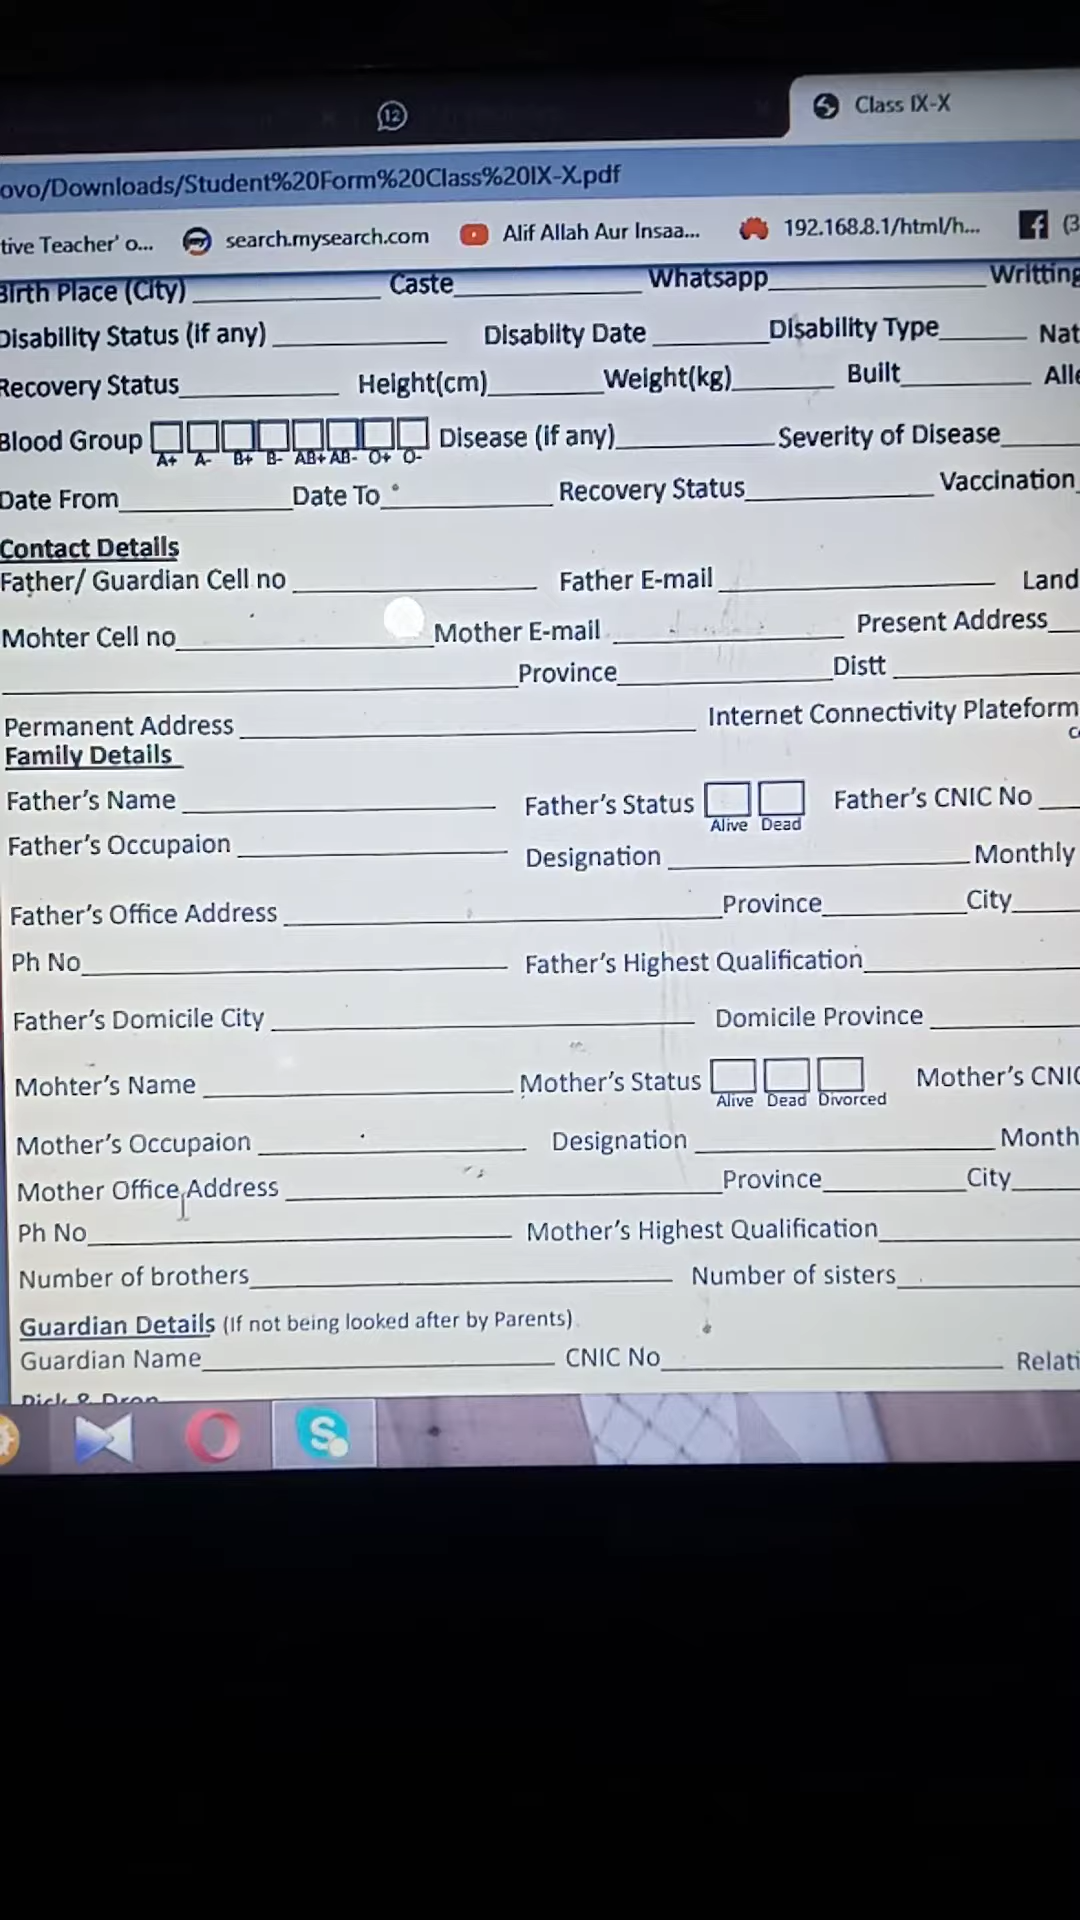 12
Class IX-X
ovo/Downloads/Student%20Form%20Class%20IX-X.pdf
tive Teacher' o... search.mysearch.com Alif Allah Aur Insaa... 192.168.8.1/html/h... (3
Birth Place (City) Caste Whatsapp Writting
Disability Status (if any) Disablity Date Disability Type Nat
Recovery Status Height(cm) Weight(kg) Built Alle
Blood Group Disease (if any) Severity of Disease
A+ A- B+ B- AB+ AB- O+ O-
Date From Date To Recovery Status Vaccination
Contact Details
Father/ Guardian Cell no Father E-mail Land
Mohter Cell no Mother E-mail Present Address
Province Distt
Permanent Address Internet Connectivity Plateform
Family Details
Father's Name Father's Status Father's CNIC No
Alive Dead
Father's Occupaion Designation Monthly
Father's Office Address Province City
Ph No Father's Highest Qualification
Father's Domicile City Domicile Province
Mohter's Name Mother's Status Mother's CNIC
Alive Dead Divorced
Mother's Occupaion Designation Month
Mother Office Address Province City
Ph No Mother's Highest Qualification
Number of brothers Number of sisters
Guardian Details (If not being looked after by Parents)
Guardian Name CNIC No Relati
Pick & Drop